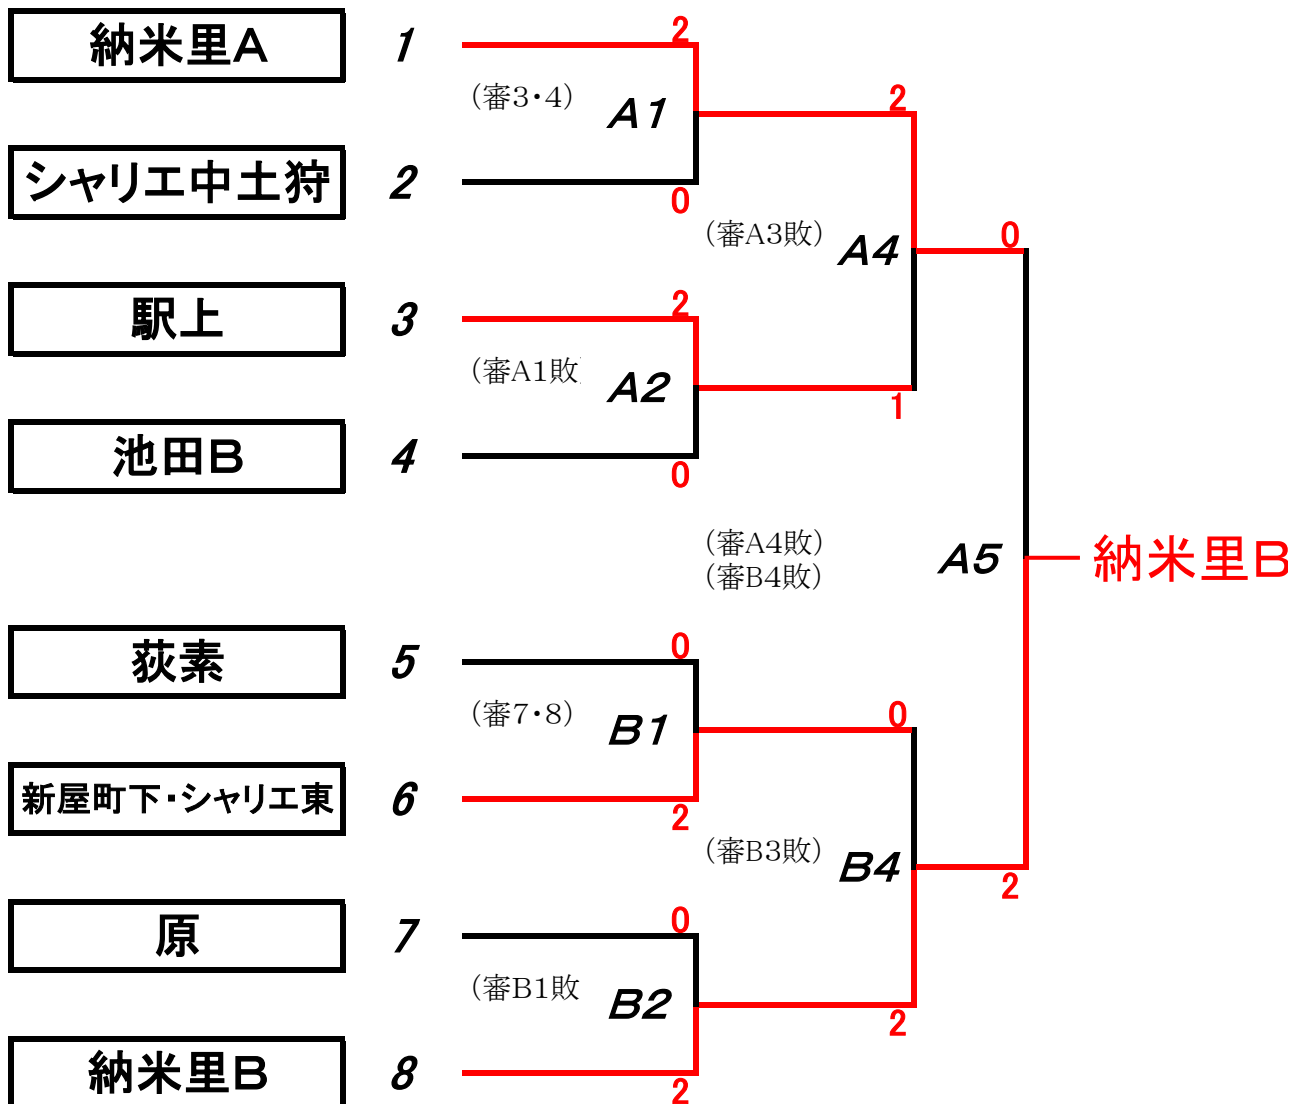 納米里A 1 2
(審3・4) A1 2
シャリエ中土狩 2 0
(審A3敗) A4 0
駅上 3 2
(審A1敗 A2 1
池田B 4 0
(審A4敗)
(審B4敗) A5 納米里B
荻素 5 0
(審7・8) B1 0
新屋町下・シャリエ東 6 2
(審B3敗) B4 2
原 7 0
(審B1敗 B2 2
納米里B 8 2